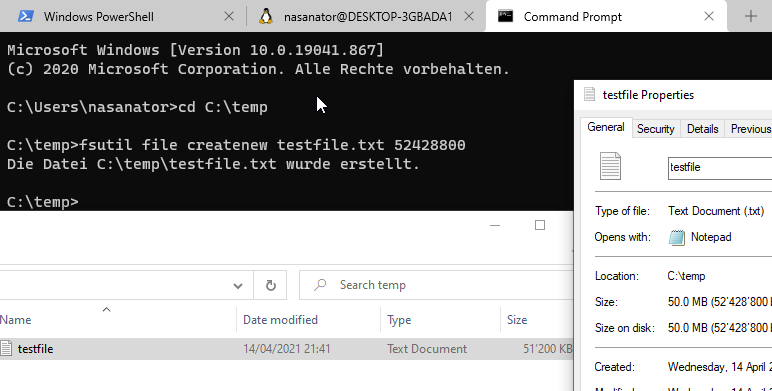 Windows PowerShell
nasanator@DESKTOP-3GBADA1
Command Prompt
Microsoft Windows [Version 10.0.19041.867]
(c) 2020 Microsoft Corporation. Alle Rechte vorbehalten.
C:\Users\nasanator>cd C:\temp
C:\temp>fsutil file createnew testfile.txt 52428800
Die Datei C:\temp\testfile.txt wurde erstellt.
C:\temp>
testfile Properties
General Security Details Previous
testfile
Type of file: Text Document (.txt)
Opens with: Notepad
Location: C:\temp
Size: 50.0 MB (52'428'800
Size on disk: 50.0 MB (52'428'800
Created: Wednesday, 14 April
Search temp
Name Date modified Type Size
testfile 14/04/2021 21:41 Text Document 51'200 KB